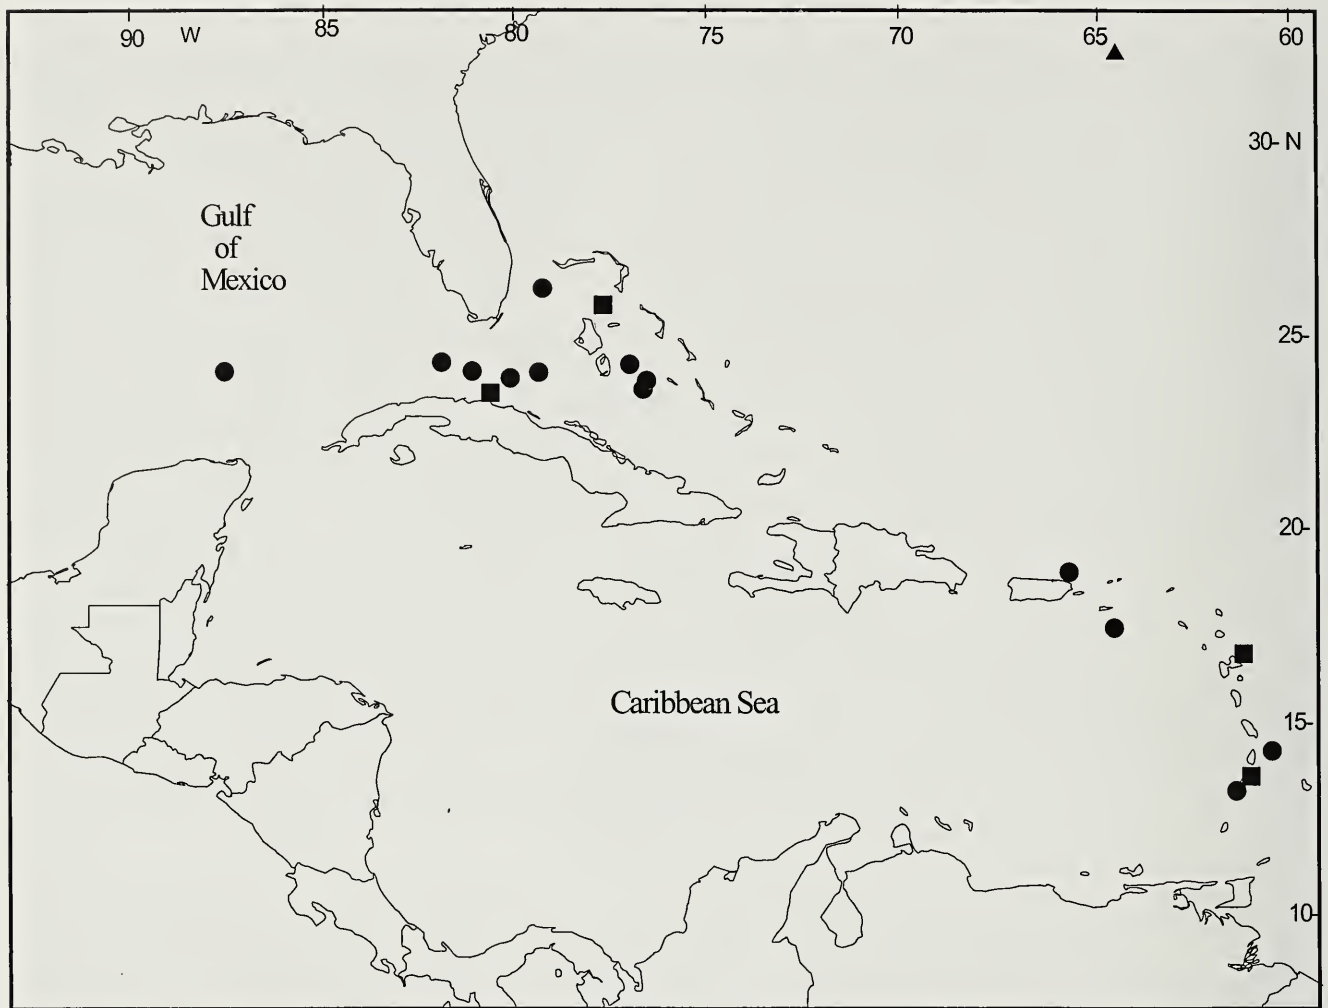 90 W 85 80 75 70 65 60
30- N
Gulf
of
Mexico
25-
20-
Caribbean Sea
15-
10-